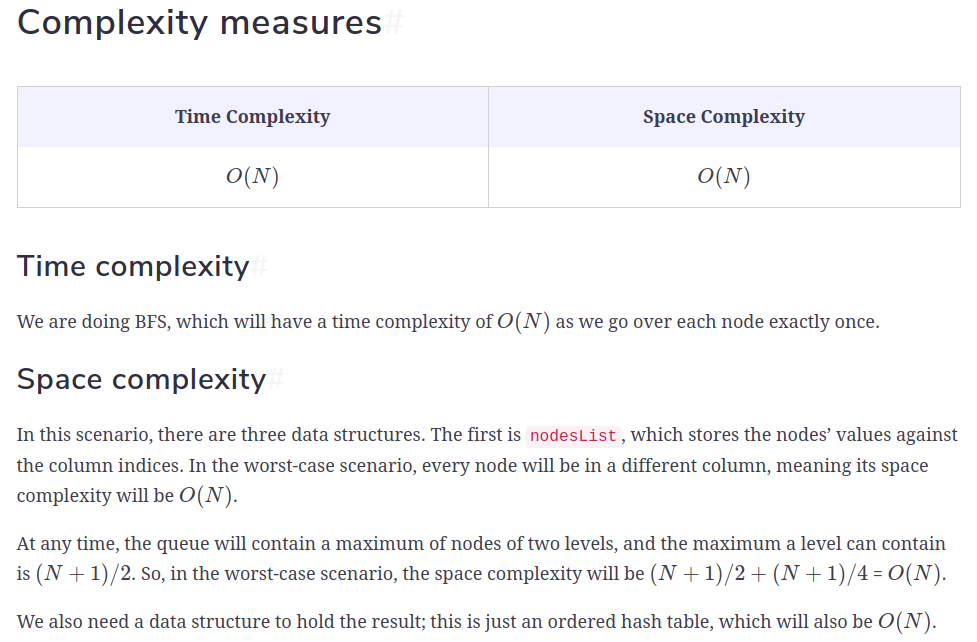 Complexity measures#
Time Complexity
Space Complexity
O(N)
O(N)
Time complexity#
We are doing BFS, which will have a time complexity of O(N) as we go over each node exactly once.
Space complexity#
In this scenario, there are three data structures. The first is nodesList, which stores the nodes’ values against
the column indices. In the worst-case scenario, every node will be in a different column, meaning its space
complexity will be O(N).
At any time, the queue will contain a maximum of nodes of two levels, and the maximum a level can contain
is (N + 1)/2. So, in the worst-case scenario, the space complexity will be (N + 1)/2 + (N + 1)/4 = O(N).
We also need a data structure to hold the result; this is just an ordered hash table, which will also be O(N).